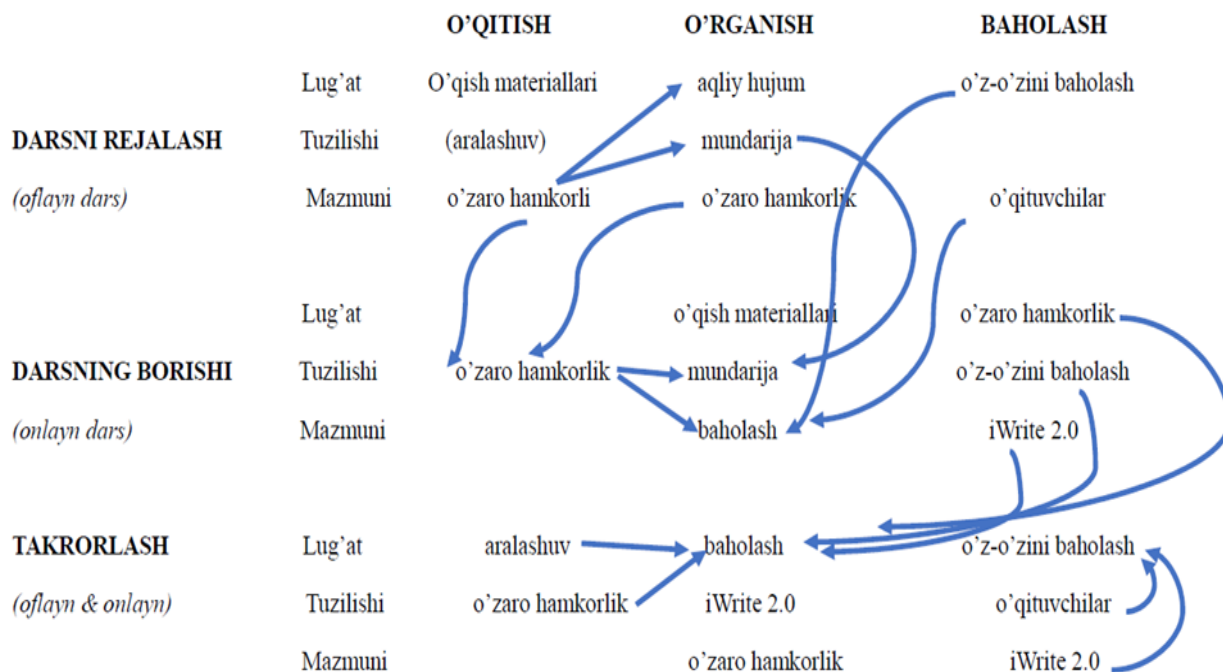 O’QITISH O’RGANISH BAHOLASH
Lug’at O’qish materiallari aqliy hujum o’z-o’zini baholash
DARSNI REJALASH Tuzilishi (aralashuv) mundarija
(oflayn dars) Mazmuni o’zaro hamkorli o’zaro hamkorlik o’qituvchilar
Lug’at o’qish materiallari o’zaro hamkorlik
DARSNING BORISHI Tuzilishi o’zaro hamkorlik mundarija o’z-o’zini baholash
(onlayn dars) Mazmuni baholash iWrite 2.0
TAKRORLASH Lug’at aralashuv baholash o’z-o’zini baholash
(oflayn & onlayn) Tuzilishi o’zaro hamkorlik iWrite 2.0 o’qituvchilar
Mazmuni o’zaro hamkorlik iWrite 2.0